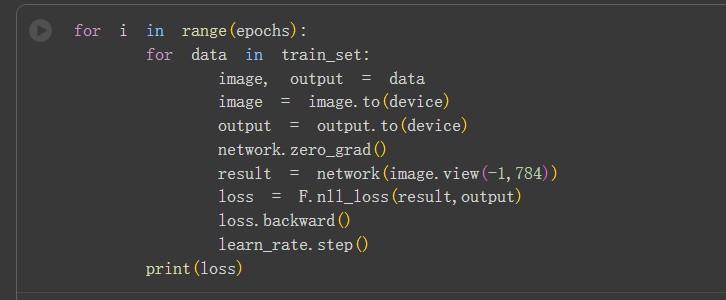 for i in range(epochs):
    for data in train_set:
        image, output = data
        image = image.to(device)
        output = output.to(device)
        network.zero_grad()
        result = network(image.view(-1,784))
        loss = F.nll_loss(result,output)
        loss.backward()
        learn_rate.step()
    print(loss)